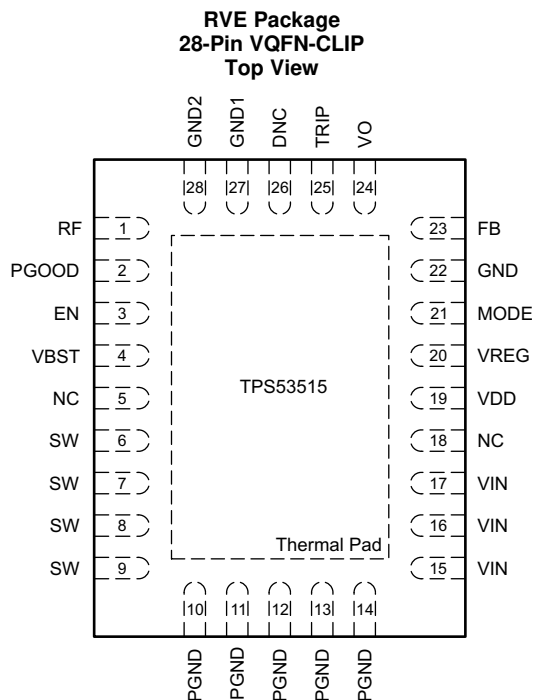 RVE Package
28-Pin VQFN-CLIP
Top View
GND2
GND1
DNC
TRIP
VO
28
27
26
25
24
RF 1
23 FB
PGOOD 2
22 GND
EN 3
21 MODE
VBST 4
20 VREG
NC 5
TPS53515
19 VDD
SW 6
18 NC
SW 7
17 VIN
SW 8
16 VIN
Thermal Pad
SW 9
15 VIN
10
11
12
13
14
PGND
PGND
PGND
PGND
PGND